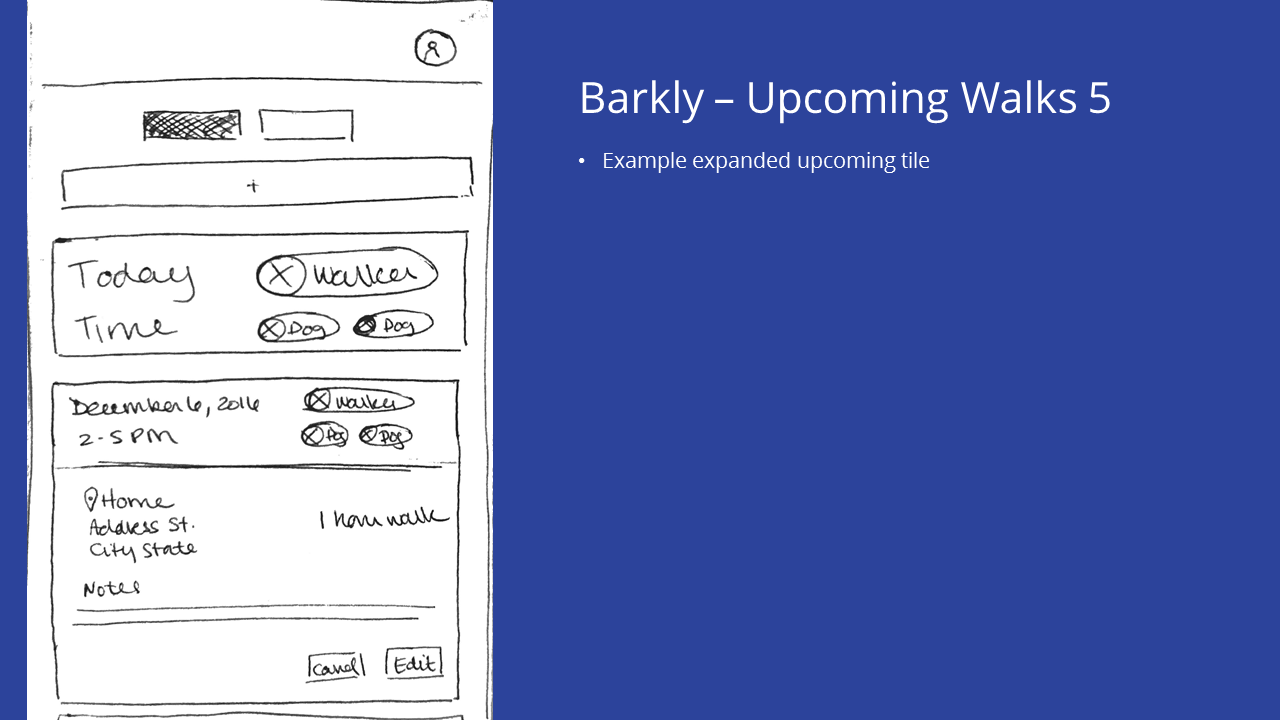 Barkly – Upcoming Walks 5
• Example expanded upcoming tile
+
Today
Walker
Time
Dog
Dog
December 6, 2016
Walker
2-5 PM
Dog
Dog
Home
Address St.
1 hour walk
City State
Notes
Cancel
Edit